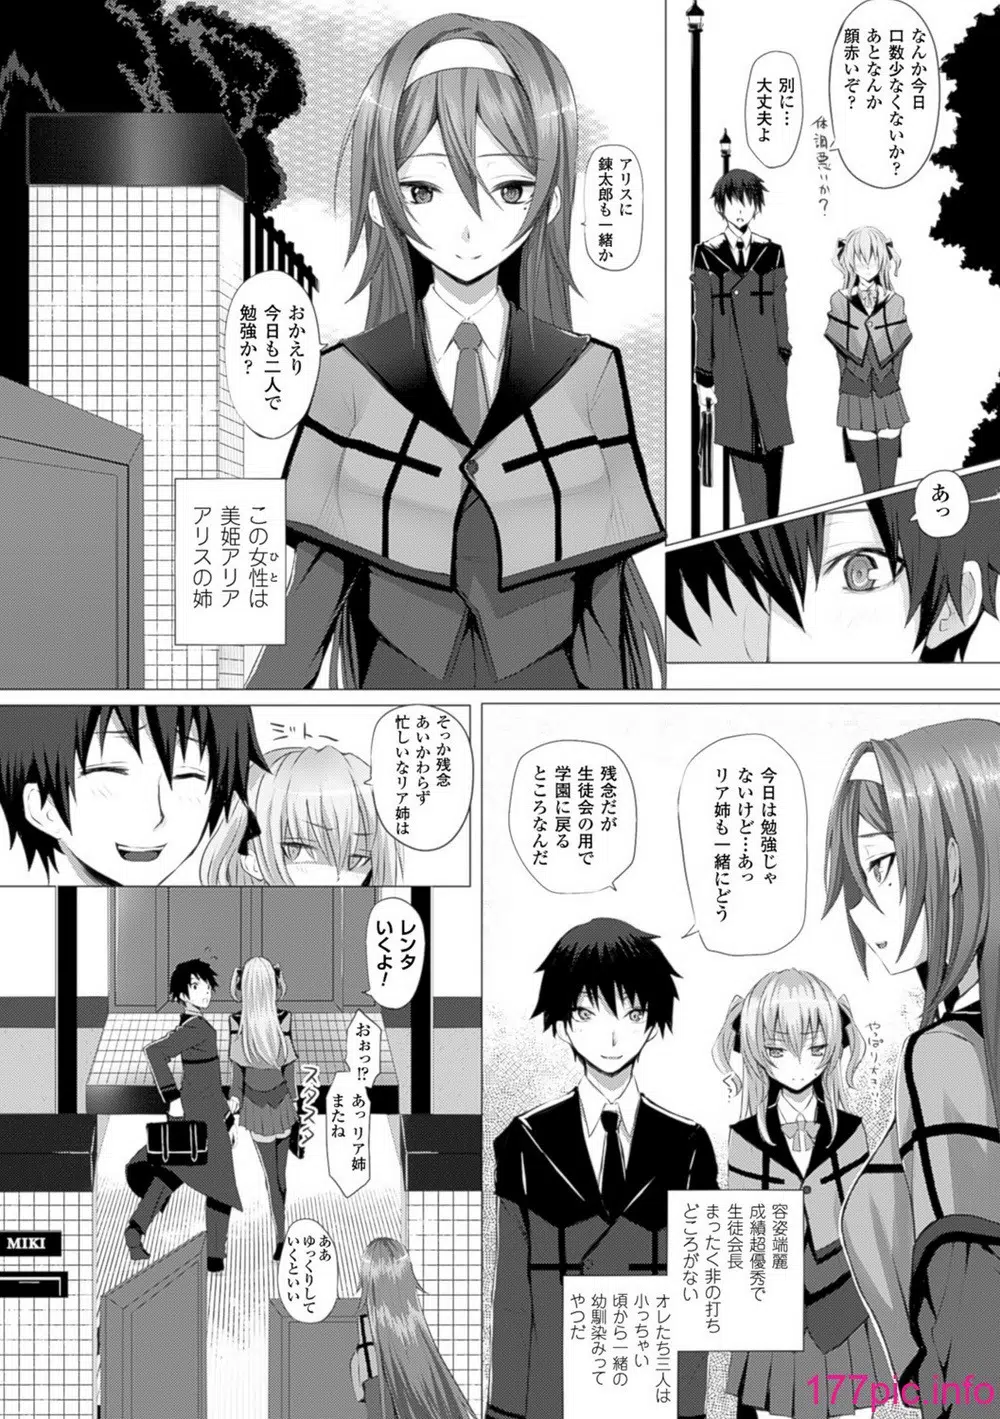 なんか今日
口数少なくないか？
あとなんか
顔赤いぞ？
体調悪いか？
別に…
大丈夫よ
あっ
アリスに
錬太郎も一緒か
おかえり
今日も二人で
勉強か？
この女性は
ひと
美姫アリア
アリスの姉
今日は勉強じゃ
ないけど…あっ
リア姉も一緒にどう
残念だが
生徒会の用で
学園に戻る
ところなんだ
容姿端麗
成績超優秀で
生徒会長
まったく非の打ち
どころがない
オレたち三人は
小っちゃい
頃から一緒の
幼馴染みって
やつだ
そっか残念
あいかわらず
忙しいなリア姉は
ジトー
レンタ
いくよ！
おぉっ!?
あっ リア姉
またね
スタスタ
ああ
ゆっくりして
いくといい
MIKI
177pic.info